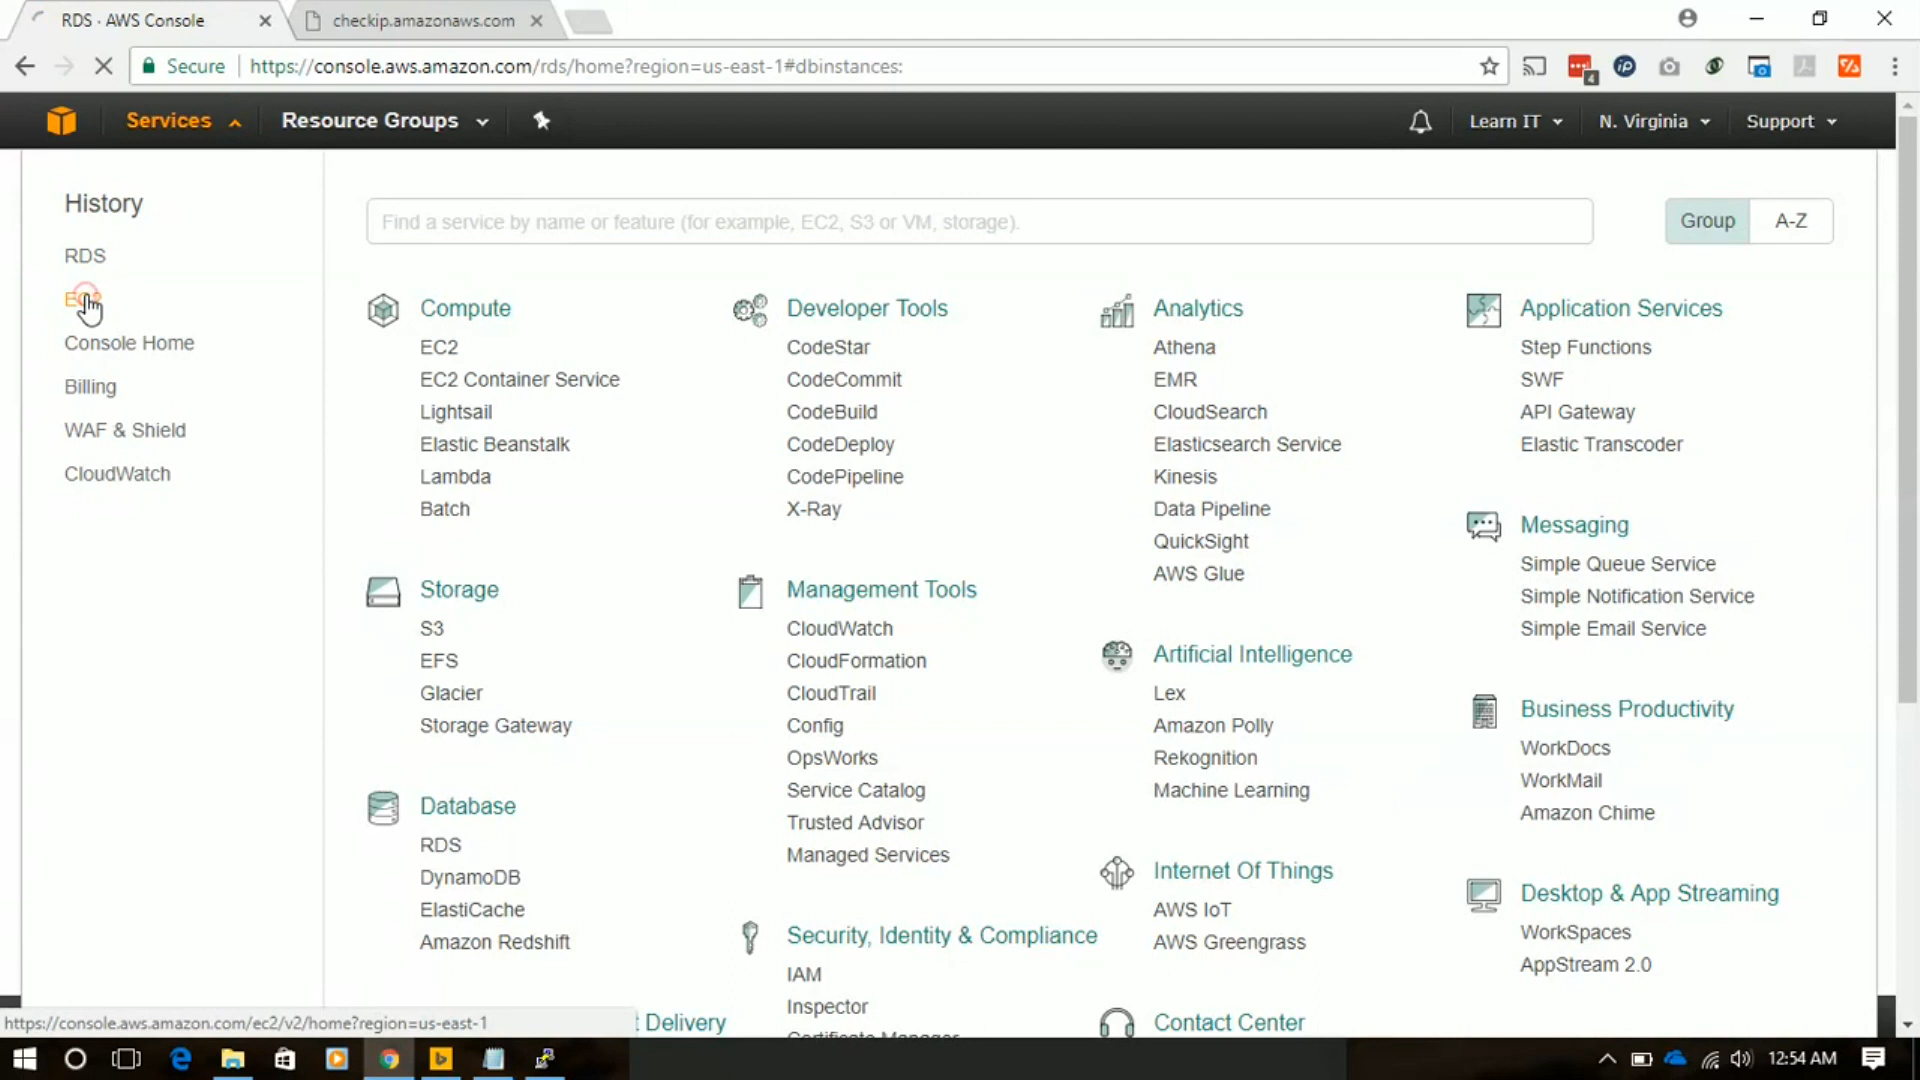 RDS · AWS Console
checkip.amazonaws.com
Secure
https://console.aws.amazon.com/rds/home?region=us-east-1#dbinstances:
4
Services
Resource Groups
Learn IT
N. Virginia
Support
History
RDS
EC2
Console Home
Billing
WAF & Shield
CloudWatch
Find a service by name or feature (for example, EC2, S3 or VM, storage).
Group
A-Z
Compute
EC2
EC2 Container Service
Lightsail
Elastic Beanstalk
Lambda
Batch
Storage
S3
EFS
Glacier
Storage Gateway
Database
RDS
DynamoDB
ElastiCache
Amazon Redshift
t Delivery
Developer Tools
CodeStar
CodeCommit
CodeBuild
CodeDeploy
CodePipeline
X-Ray
Management Tools
CloudWatch
CloudFormation
CloudTrail
Config
OpsWorks
Service Catalog
Trusted Advisor
Managed Services
Security, Identity & Compliance
IAM
Inspector
Certificate Manager
Analytics
Athena
EMR
CloudSearch
Elasticsearch Service
Kinesis
Data Pipeline
QuickSight
AWS Glue
Artificial Intelligence
Lex
Amazon Polly
Rekognition
Machine Learning
Internet Of Things
AWS IoT
AWS Greengrass
Contact Center
Application Services
Step Functions
SWF
API Gateway
Elastic Transcoder
Messaging
Simple Queue Service
Simple Notification Service
Simple Email Service
Business Productivity
WorkDocs
WorkMail
Amazon Chime
Desktop & App Streaming
WorkSpaces
AppStream 2.0
https://console.aws.amazon.com/ec2/v2/home?region=us-east-1
12:54 AM